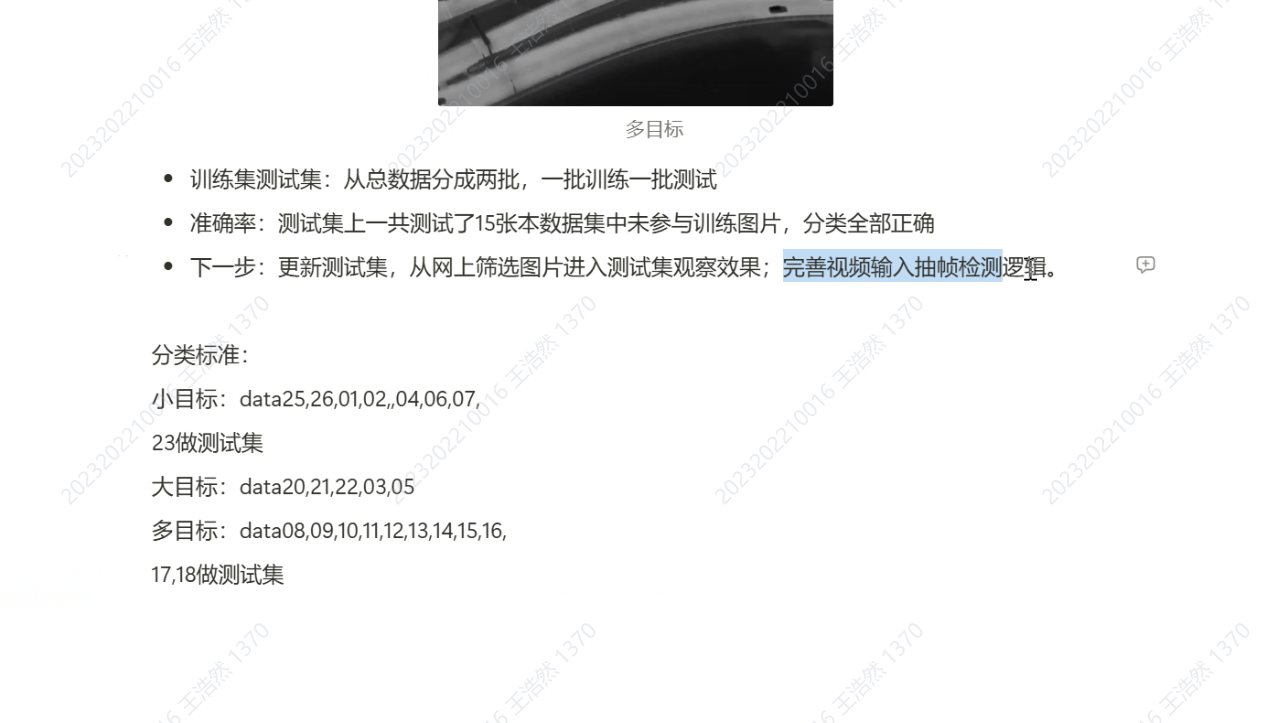 多目标
训练集测试集：从总数据分成两批，一批训练一批测试
准确率：测试集上一共测试了15张本数据集中未参与训练图片，分类全部正确
下一步：更新测试集，从网上筛选图片进入测试集观察效果；完善视频输入抽帧检测逻辑。
分类标准：
小目标：data25,26,01,02,,04,06,07,
23做测试集
大目标：data20,21,22,03,05
多目标：data08,09,10,11,12,13,14,15,16,
17,18做测试集
2023202210016 王浩然 1370